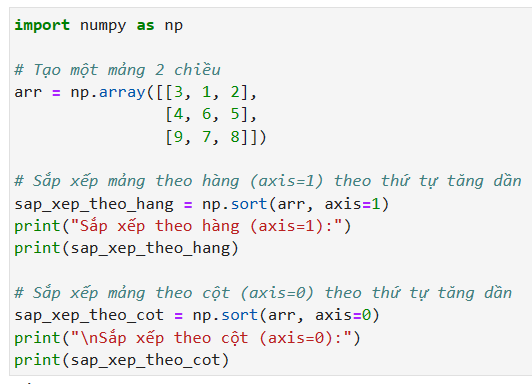 import numpy as np
# Tạo một mảng 2 chiều
arr = np.array([[3, 1, 2],
                [4, 6, 5],
                [9, 7, 8]])
# Sắp xếp mảng theo hàng (axis=1) theo thứ tự tăng dần
sap_xep_theo_hang = np.sort(arr, axis=1)
print("Sắp xếp theo hàng (axis=1):")
print(sap_xep_theo_hang)
# Sắp xếp mảng theo cột (axis=0) theo thứ tự tăng dần
sap_xep_theo_cot = np.sort(arr, axis=0)
print("\nSắp xếp theo cột (axis=0):")
print(sap_xep_theo_cot)